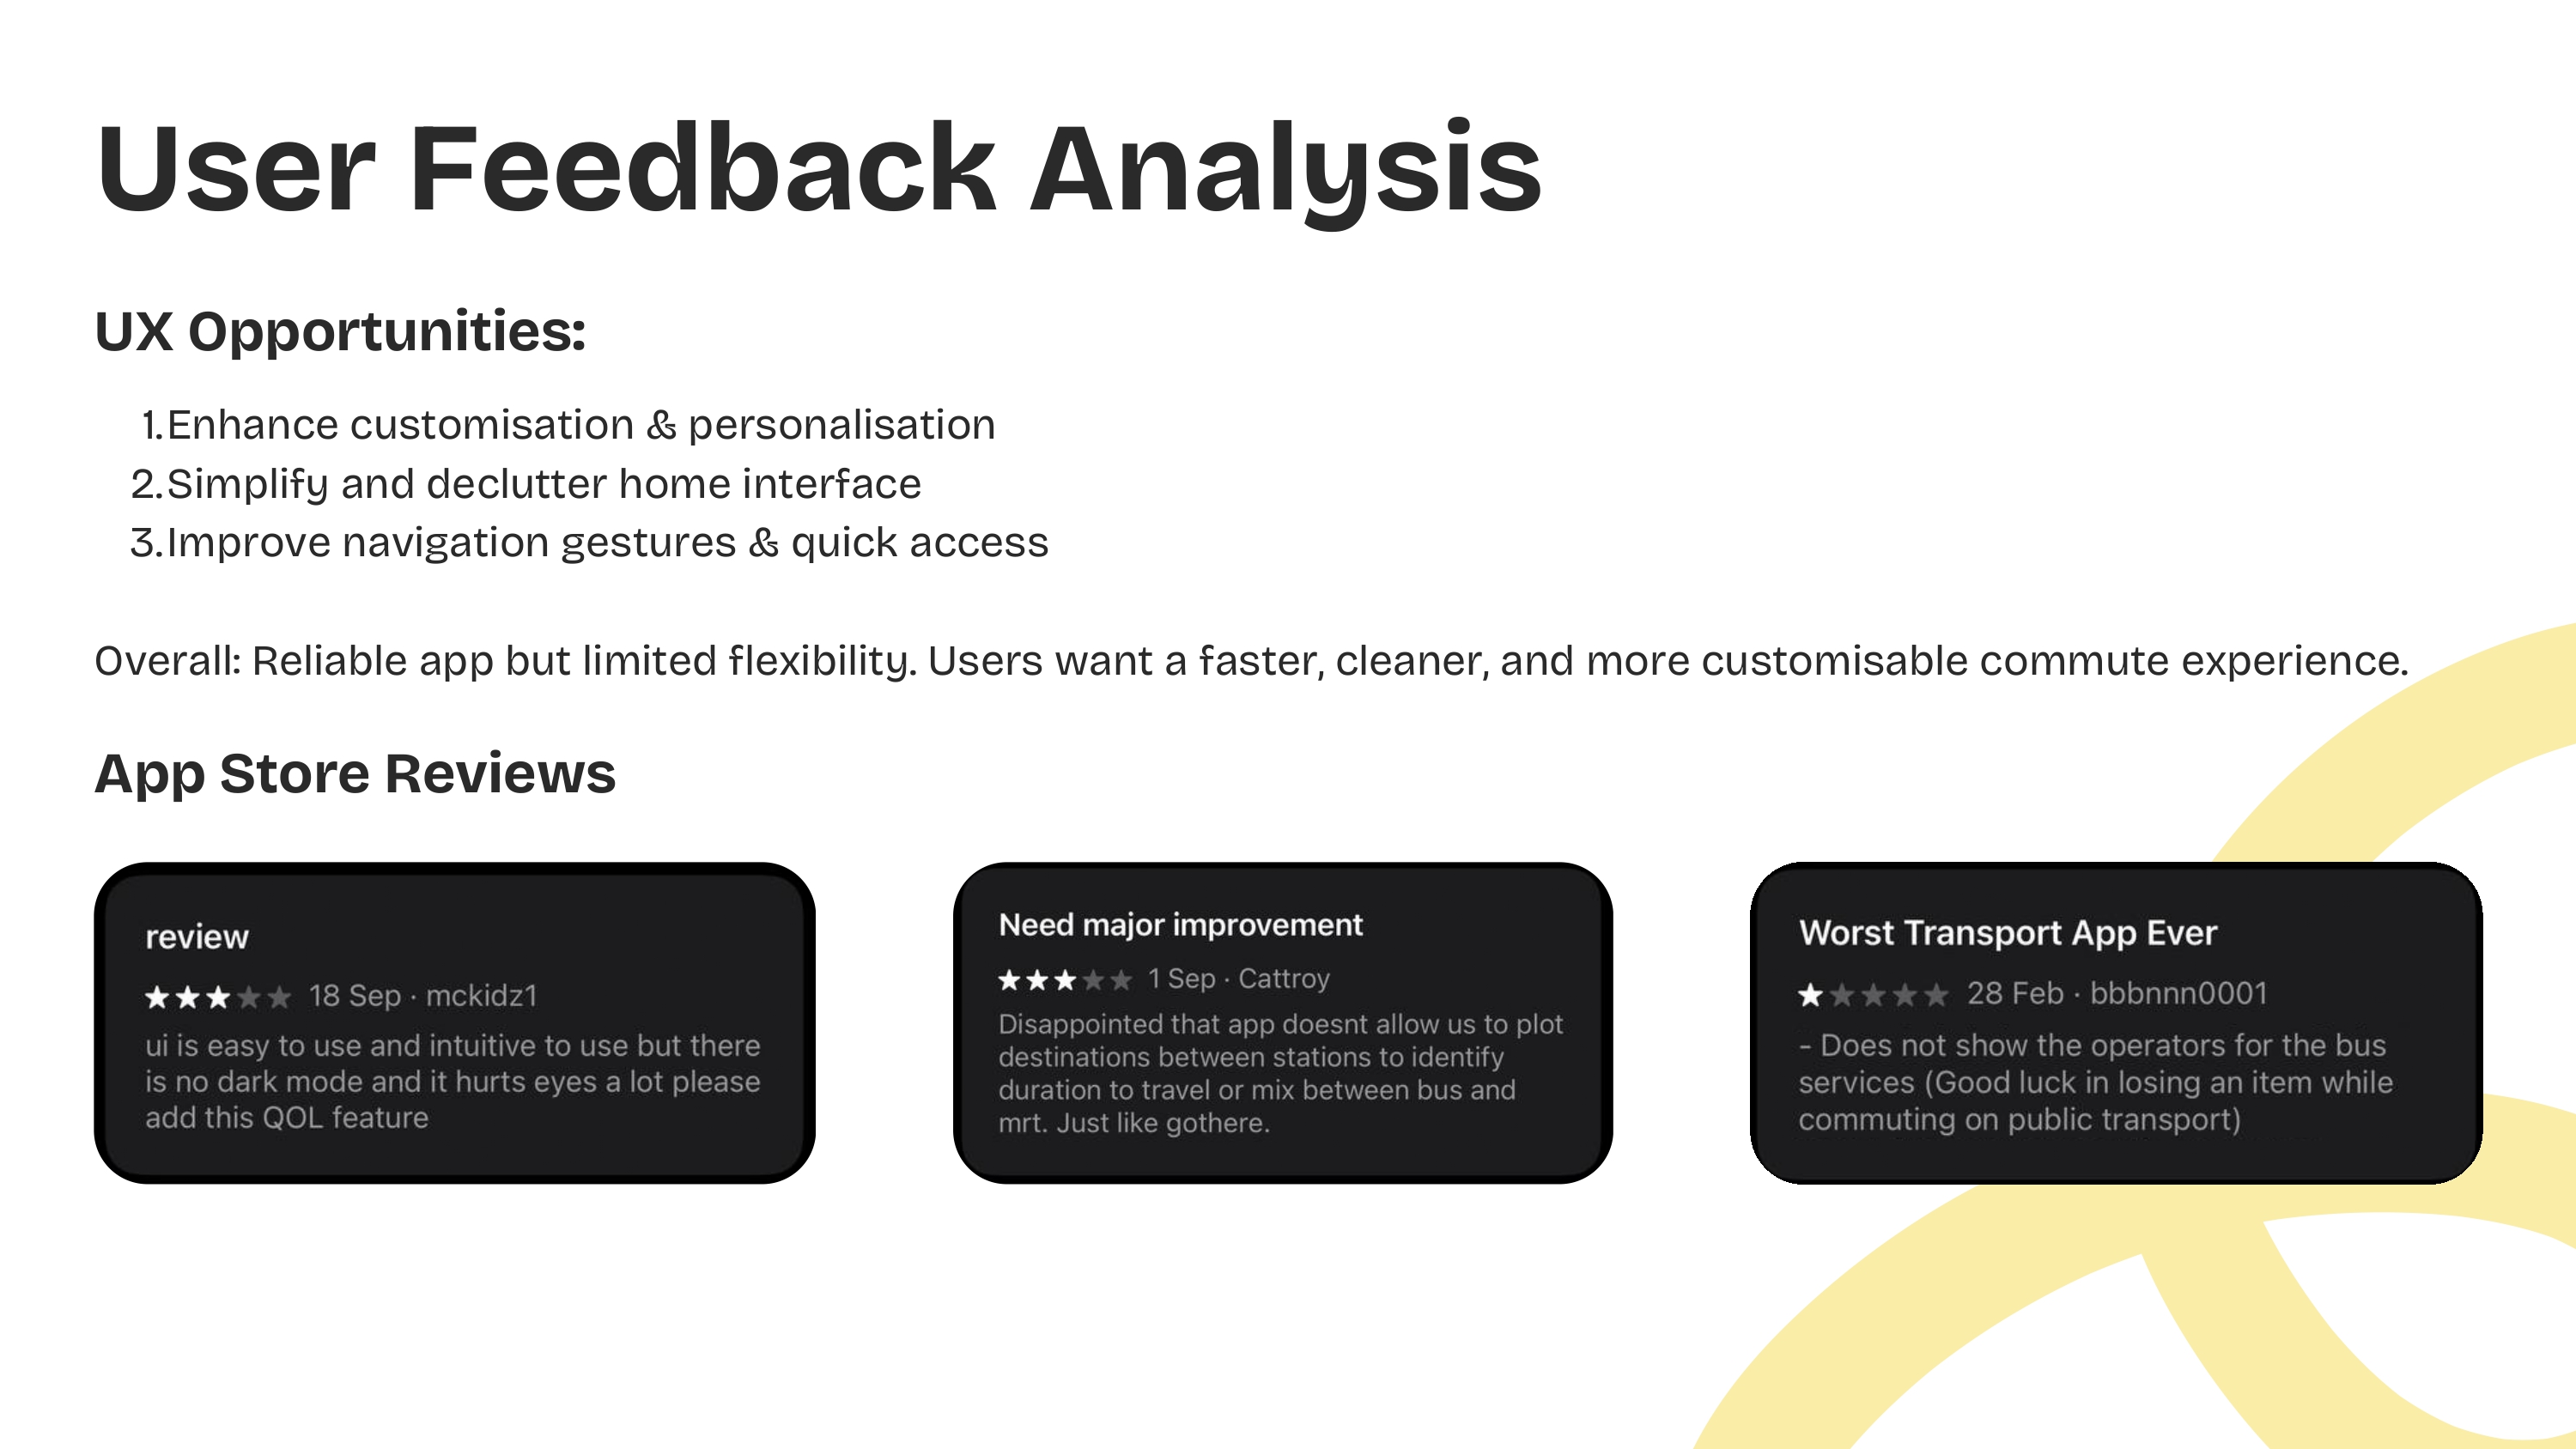 User Feedback Analysis
UX Opportunities:
1.Enhance customisation & personalisation
2.Simplify and declutter home interface
3.Improve navigation gestures & quick access
Overall: Reliable app but limited flexibility. Users want a faster, cleaner, and more customisable commute experience.
App Store Reviews
review
★★★★★ 18 Sep · mckidz1
ui is easy to use and intuitive to use but there
is no dark mode and it hurts eyes a lot please
add this QOL feature
Need major improvement
★★★★★ 1 Sep · Cattroy
Disappointed that app doesnt allow us to plot
destinations between stations to identify
duration to travel or mix between bus and
mrt. Just like gothere.
Worst Transport App Ever
★★★★★ 28 Feb · bbbnnn0001
- Does not show the operators for the bus
services (Good luck in losing an item while
commuting on public transport)